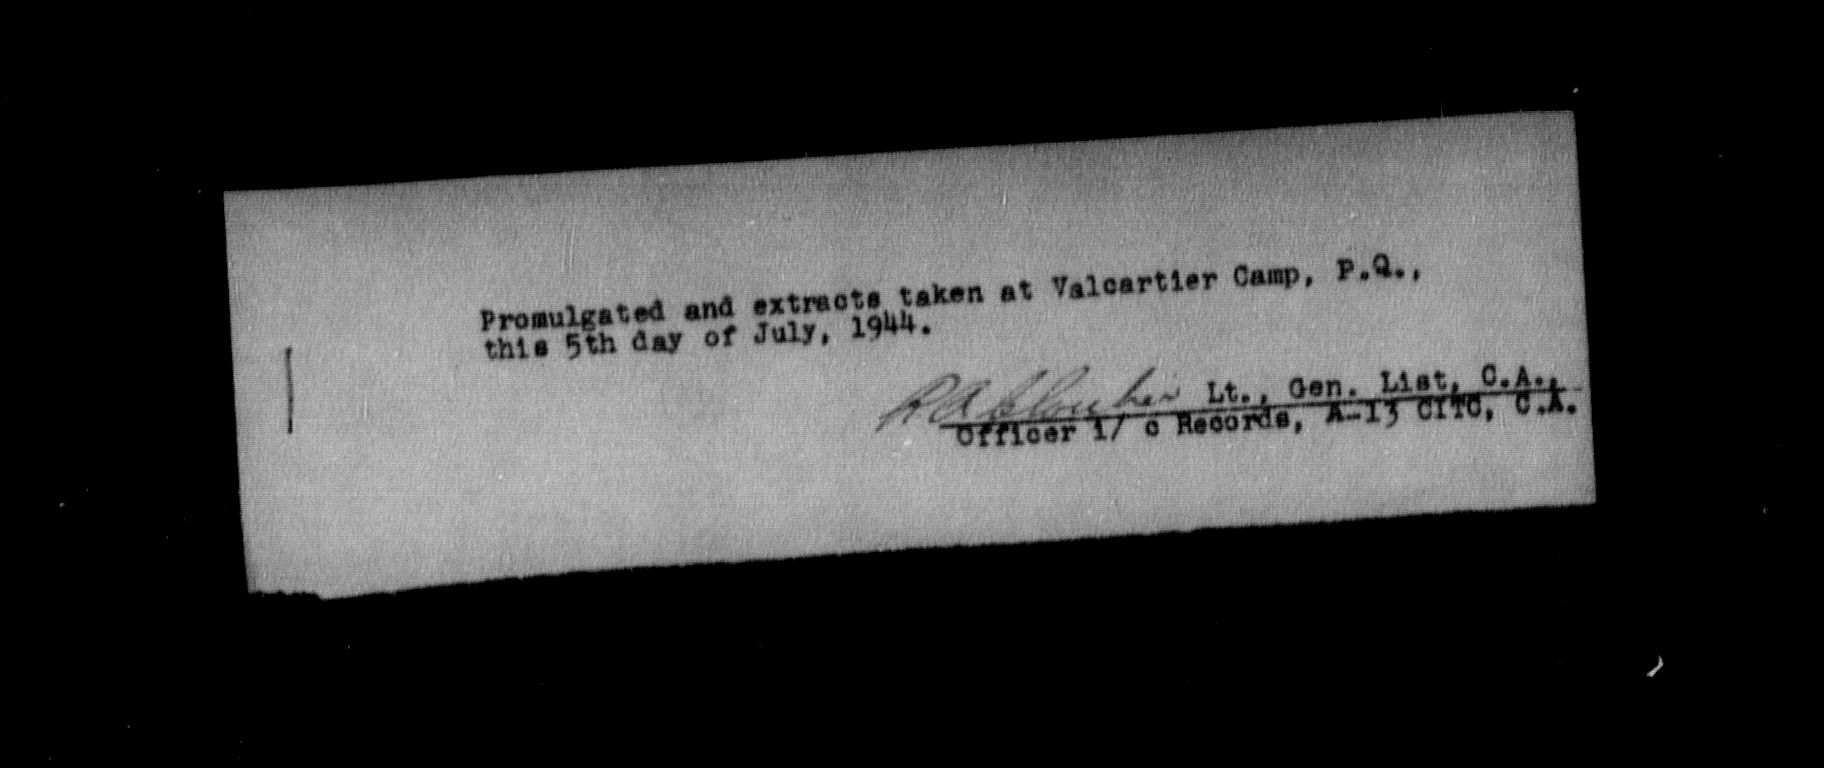 Promulgated and extracts taken at Valcartier Camp, P.Q.,
this 5th day of July, 1944.
Lt., Gen. List, C.A.,
Officer i/ c Records, A-13 CITC, C.A.